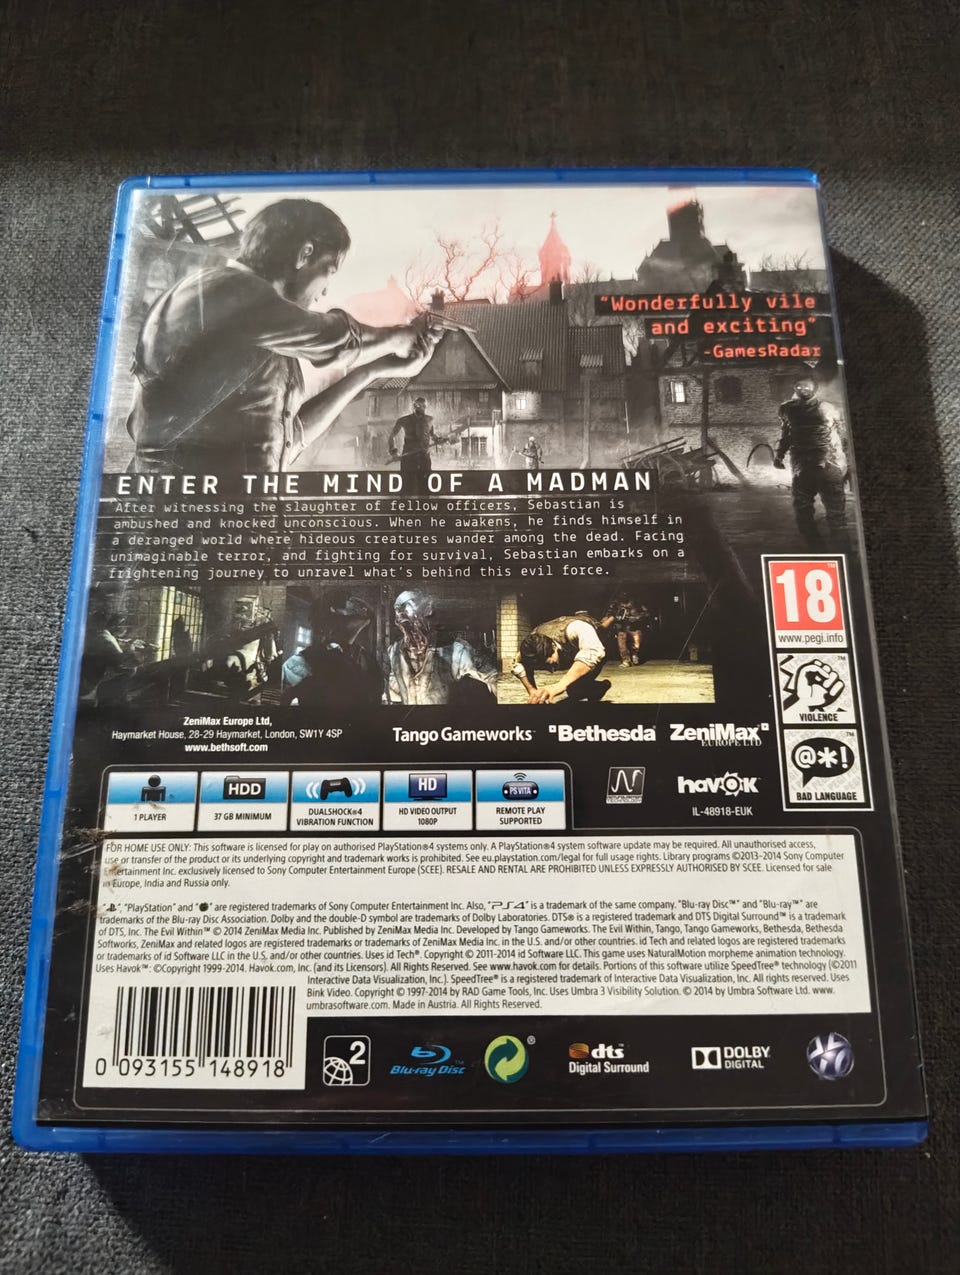 "Wonderfully vile
and exciting"
-GamesRadar
ENTER THE MIND OF A MADMAN
After witnessing the slaughter of fellow officers, Sebastian is
ambushed and knocked unconscious. When he awakens, he finds himself in
a deranged world where hideous creatures wander among the dead. Facing
unimaginable terror, and fighting for survival, Sebastian embarks on a
frightening journey to unravel what's behind this evil force.
18™
www.pegi.info
VIOLENCE
@*!
BAD LANGUAGE
ZeniMax Europe Ltd,
Haymarket House, 28-29 Haymarket, London, SW1Y 4SP
www.bethsoft.com
Tango Gameworks
Bethesda
ZeniMax
EUROPE LTD
1 PLAYER
HDD
37 GB MINIMUM
DUALSHOCK®4
VIBRATION FUNCTION
HD
HD VIDEO OUTPUT
1080P
PS VITA
REMOTE PLAY
SUPPORTED
havok
IL-48918-EUK
FOR HOME USE ONLY: This software is licensed for play on authorised PlayStation®4 systems only. A PlayStation®4 system software update may be required. All unauthorised access,
use or transfer of the product or its underlying copyright and trademark works is prohibited. See eu.playstation.com/legal for full usage rights. Library programs ©2013-2014 Sony Computer
Entertainment Inc. exclusively licensed to Sony Computer Entertainment Europe (SCEE). RESALE AND RENTAL ARE PROHIBITED UNLESS EXPRESSLY AUTHORISED BY SCEE. Licensed for sale
in Europe, India and Russia only.
", "PlayStation" and " " are registered trademarks of Sony Computer Entertainment Inc. Also, "PS4" is a trademark of the same company. "Blu-ray Disc™" and "Blu-ray™" are
trademarks of the Blu-ray Disc Association. Dolby and the double-D symbol are trademarks of Dolby Laboratories. DTS® is a registered trademark and DTS Digital Surround™ is a trademark
of DTS, Inc. The Evil Within™ © 2014 ZeniMax Media Inc. Published by ZeniMax Media Inc. Developed by Tango Gameworks. The Evil Within, Tango, Tango Gameworks, Bethesda, Bethesda
Softworks, ZeniMax and related logos are registered trademarks or trademarks of ZeniMax Media Inc. in the U.S. and/or other countries. id Tech and related logos are registered trademarks
or trademarks of id Software LLC in the U.S. and/or other countries. Uses id Tech®. Copyright © 2011-2014 id Software LLC. This game uses NaturalMotion morpheme animation technology.
Uses Havok™: ©Copyright 1999-2014. Havok.com, Inc. (and its Licensors). All Rights Reserved. See www.havok.com for details. Portions of this software utilize SpeedTree® technology (©2011
Interactive Data Visualization, Inc.). SpeedTree® is a registered trademark of Interactive Data Visualization, Inc. All rights reserved. Uses
Bink Video. Copyright © 1997-2014 by RAD Game Tools, Inc. Uses Umbra 3 Visibility Solution. © 2014 by Umbra Software Ltd. www.
umbrasoftware.com. Made in Austria. All Rights Reserved.
0 093155 148918
2
Blu-ray Disc™
®
dts
Digital Surround
DOLBY
DIGITAL